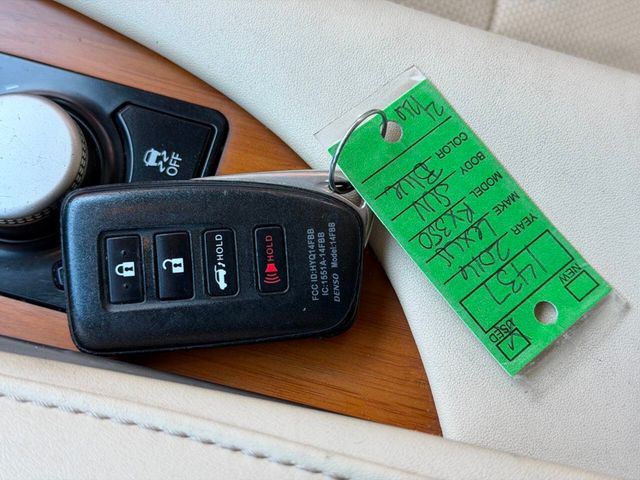 OFF
HOLD
HOLD
FCC ID:HYQ14FBB
IC:1551A-14FBB
DENSO Model:14FBB
NEW
USED
YEAR 2016
MAKE Lexus
MODEL RX350
BODY SUV
COLOR Blue